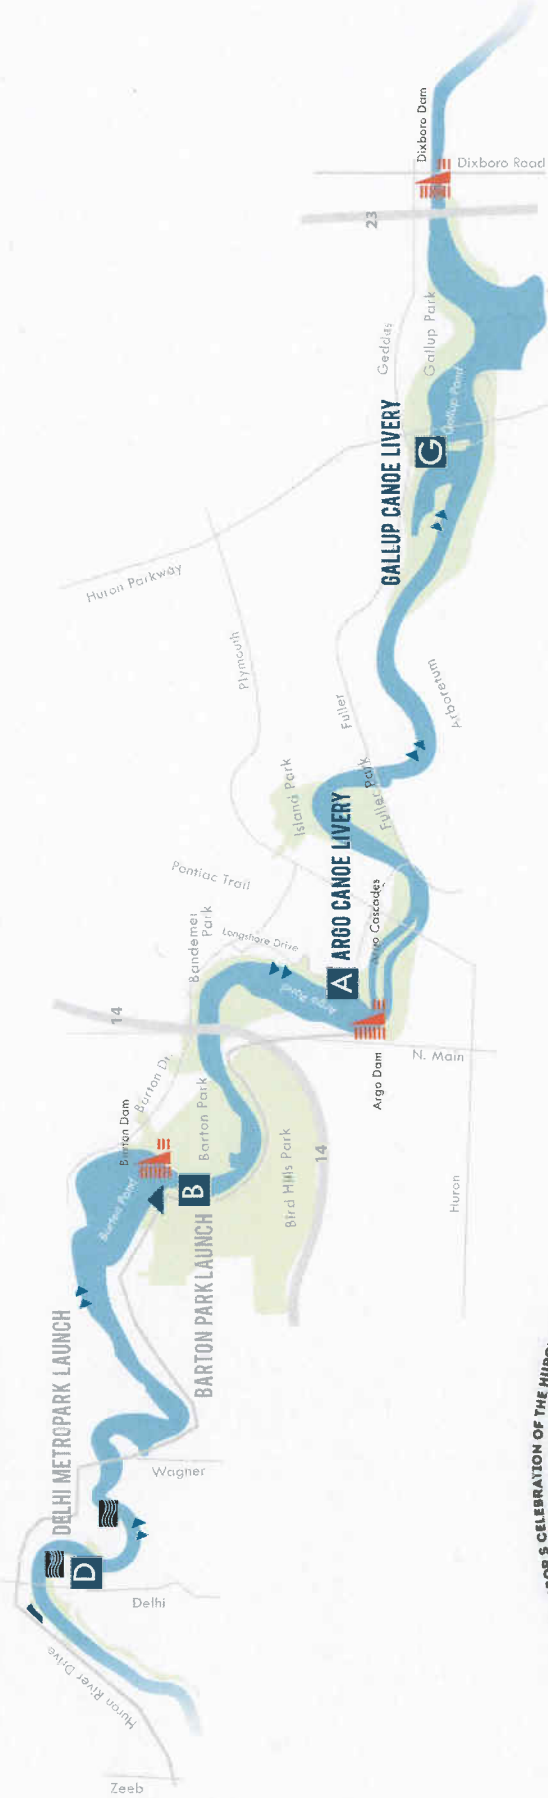 Dixboro Dam
Dixboro Road
23
Geddes
Gallup Park
Gallup Pond
GALLUP CANOE LIVERY
G
Huron Parkway
Plymouth
Fuller
Arboretum
Island Park
Fuller Park
ARGO CANOE LIVERY
A
Argo Cascades
Pontiac Trail
Longshore Drive
Bandemer
Park
Argo Pond
14
Argo Dam
N. Main
Huron
Barton Dr.
Barton Dam
Barton Park
Barton Pond
B
BARTON PARK LAUNCH
Bird Hills Park
14
DELHI METROPARK LAUNCH
D
Wagner
Delhi
Huron River Drive
Zeeb
CELEBRATION OF THE